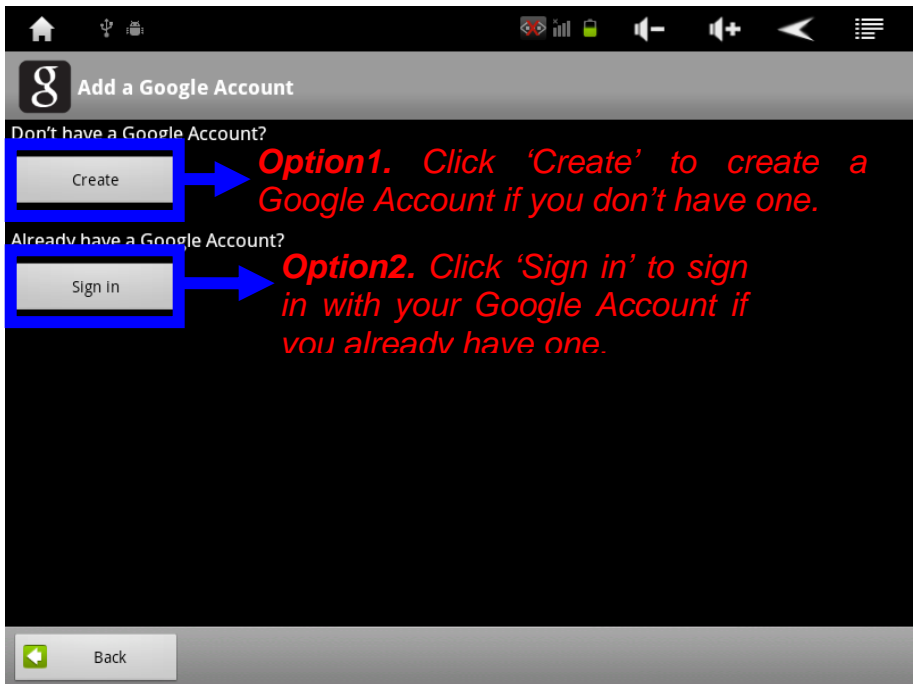 g Add a Google Account
Don't have a Google Account?
Create
Option1. Click ‘Create’ to create a
Google Account if you don’t have one.
Already have a Google Account?
Sign in
Option2. Click ‘Sign in’ to sign
in with your Google Account if
you already have one.
Back